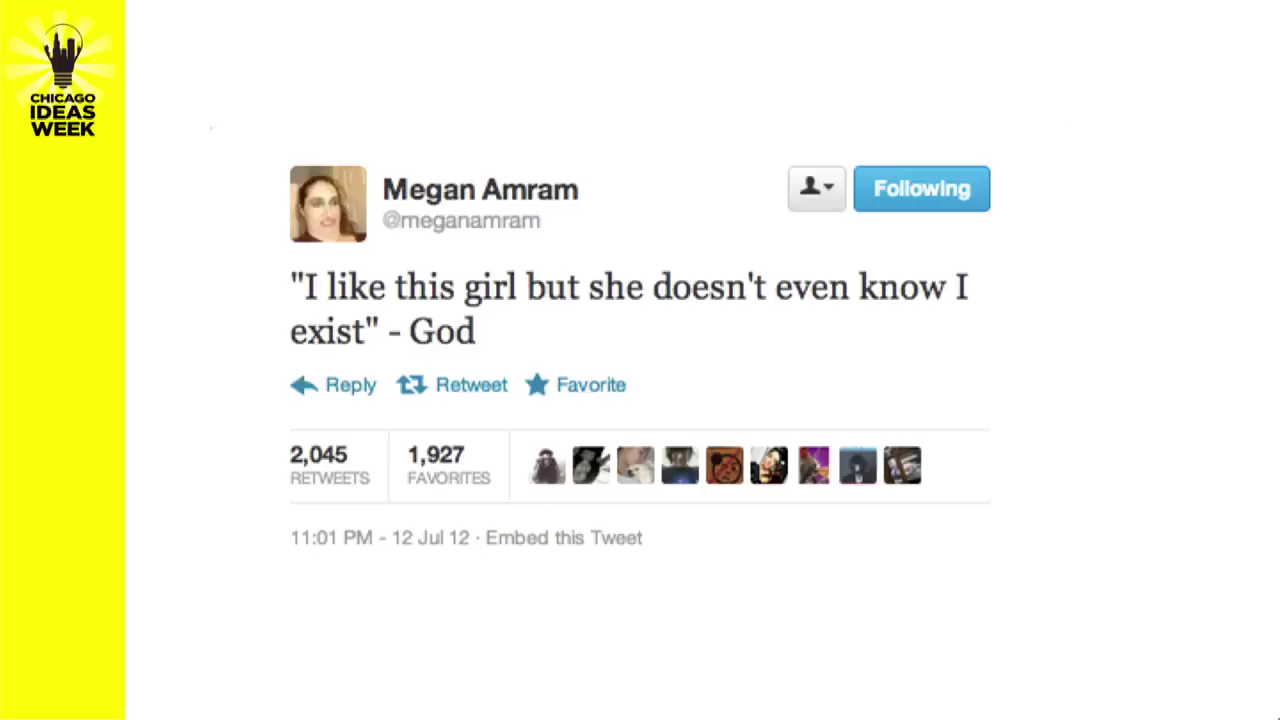 CHICAGO
IDEAS
WEEK
Megan Amram
@meganamram
Following
"I like this girl but she doesn't even know I
exist" - God
Reply Retweet Favorite
2,045 1,927
RETWEETS FAVORITES
11:01 PM - 12 Jul 12 · Embed this Tweet